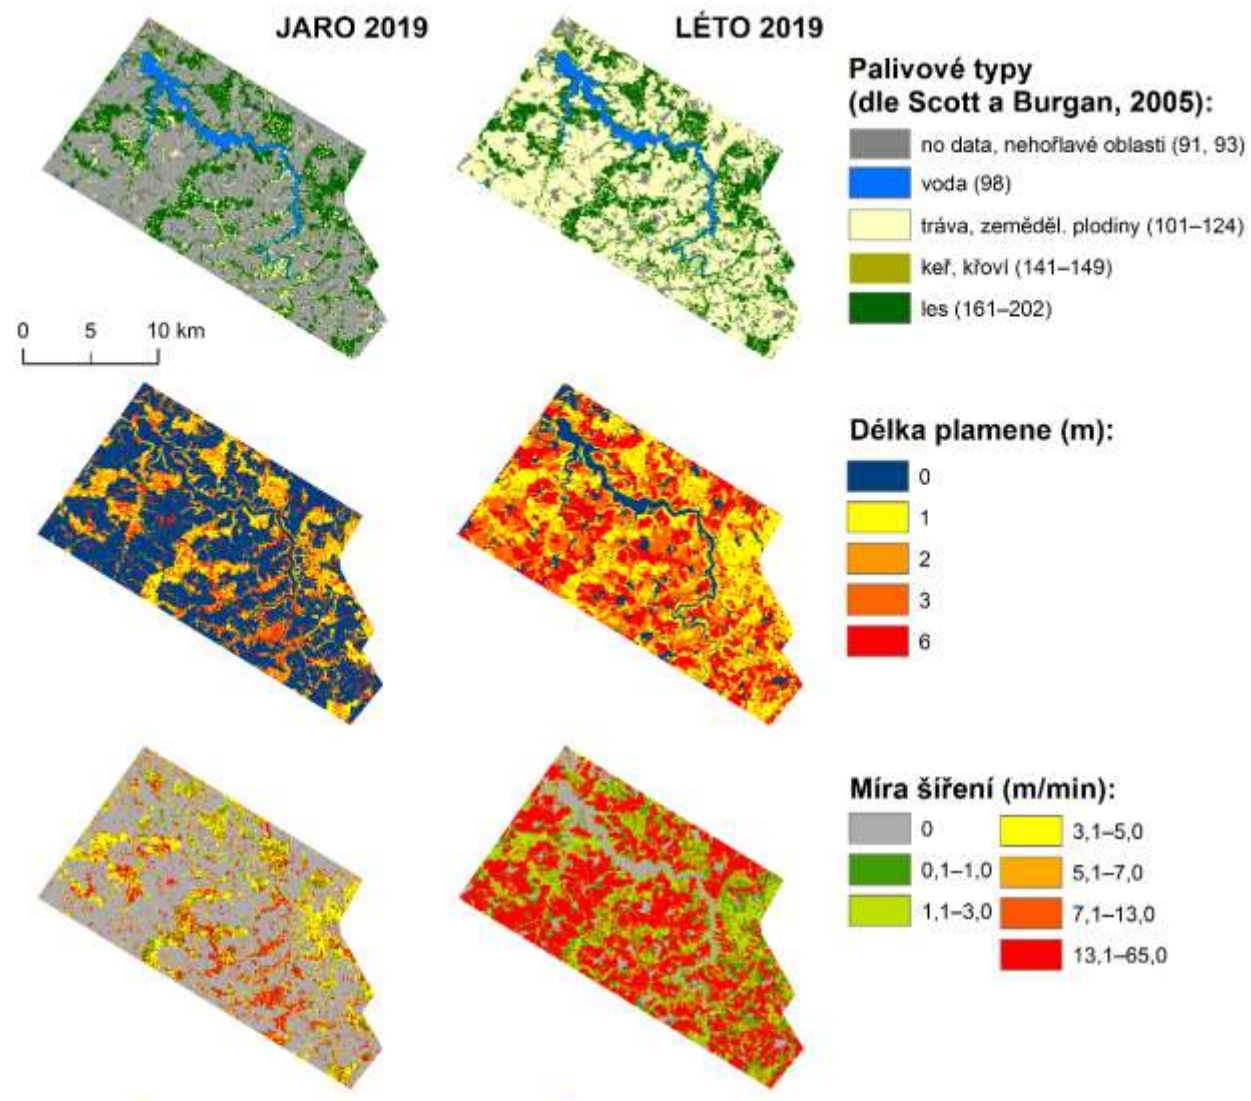 JARO 2019
LÉTO 2019
Palivové typy
(dle Scott a Burgan, 2005):
no data, nehořlavé oblasti (91, 93)
voda (98)
tráva, zeměděl. plodiny (101–124)
keř, křoví (141–149)
les (161–202)
0 5 10 km
Délka plamene (m):
0
1
2
3
6
Míra šíření (m/min):
0
0,1–1,0
1,1–3,0
3,1–5,0
5,1–7,0
7,1–13,0
13,1–65,0